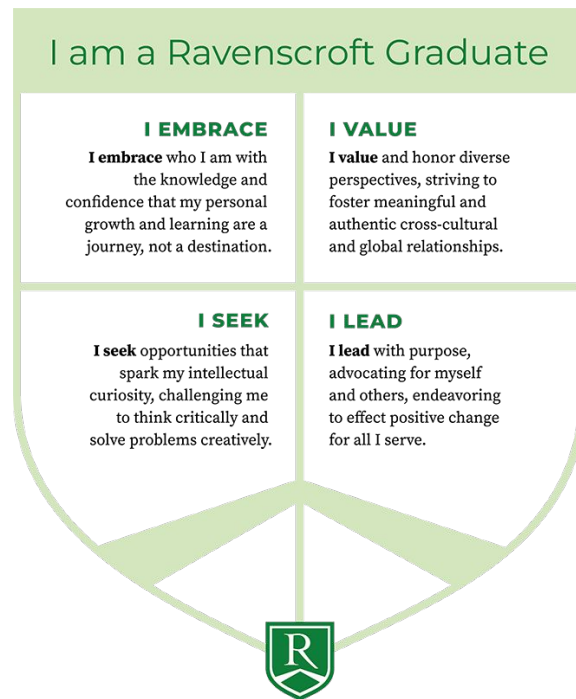 I am a Ravenscroft Graduate
I EMBRACE
I embrace who I am with
the knowledge and
confidence that my personal
growth and learning are a
journey, not a destination.
I VALUE
I value and honor diverse
perspectives, striving to
foster meaningful and
authentic cross-cultural
and global relationships.
I SEEK
I seek opportunities that
spark my intellectual
curiosity, challenging me
to think critically and
solve problems creatively.
I LEAD
I lead with purpose,
advocating for myself
and others, endeavoring
to effect positive change
for all I serve.
R